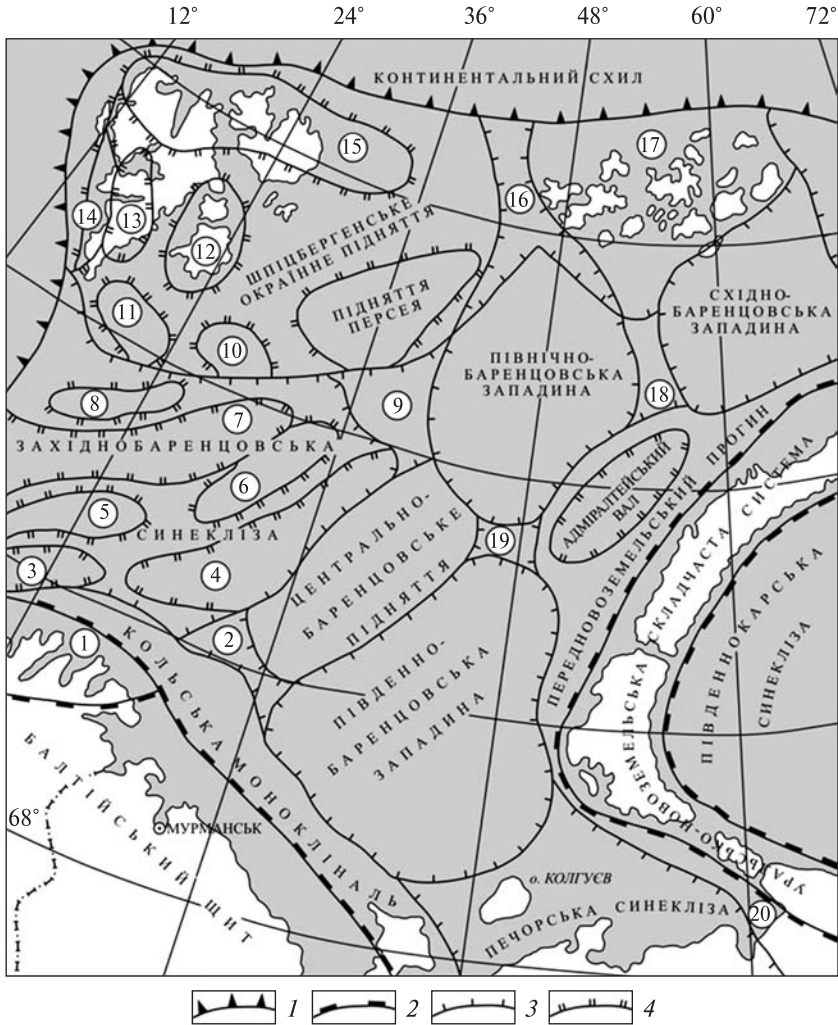 12° 24° 36° 48° 60° 72°
КОНТИНЕНТАЛЬНИЙ СХИЛ
17
15
16
14
13
12
ШПІЦБЕРГЕНСЬКЕ
ОКРАЇННЕ ПІДНЯТТЯ
ПІДНЯТТЯ
ПЕРСЕЯ
СХІДНО-
БАРЕНЦОВСЬКА
ЗАПАДИНА
11
10
ПІВНІЧНО-
БАРЕНЦОВСЬКА
ЗАПАДИНА
9
18
8
7
ЗАХІДНОБАРЕНЦОВСЬКА
СИНЕКЛІЗА
6
5
АДМІРАЛТЕЙСЬКИЙ
ВАЛ
ПЕРЕДНОВОЗЕМЕЛЬСЬКИЙ ПРОГИН
19
3
4
ЦЕНТРАЛЬНО-
БАРЕНЦОВСЬКЕ
ПІДНЯТТЯ
1
2
ПІВДЕННО-
БАРЕНЦОВСЬКА
ЗАПАДИНА
УРАЛЬСЬКО-НОВОЗЕМЕЛЬСЬКА СКЛАДЧАСТА СИСТЕМА
ПІВДЕННОКАРСЬКА
СИНЕКЛІЗА
КОЛЬСЬКА МОНОКЛІНАЛЬ
68°
МУРМАНСЬК
БАЛТІЙСЬКИЙ ЩИТ
о. КОЛГУЄВ
ПЕЧОРСЬКА СИНЕКЛІЗА
20
1 2 3 4